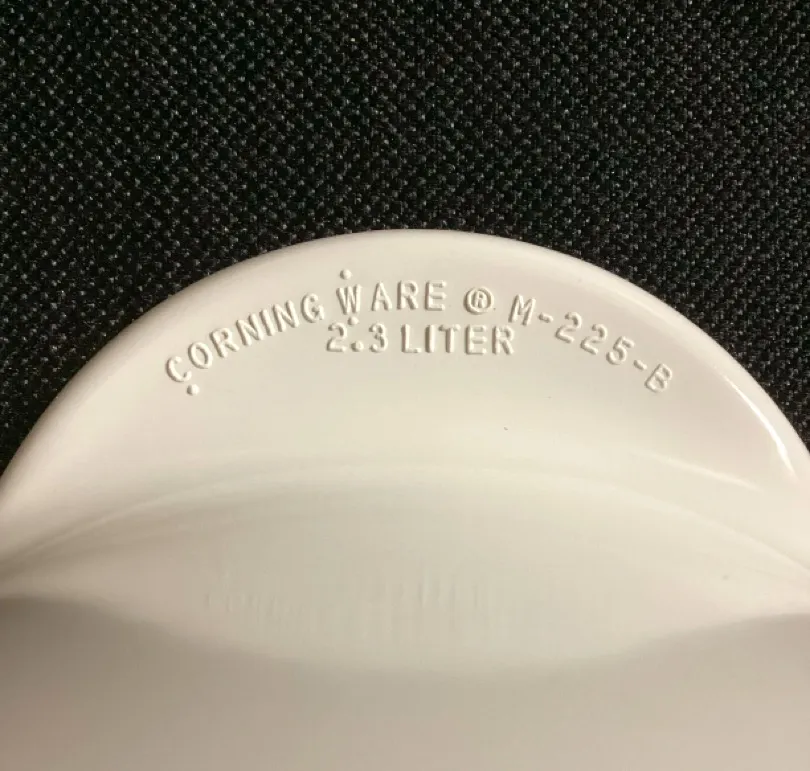 CORNING WARE ® M-225-B
2.3 LITER